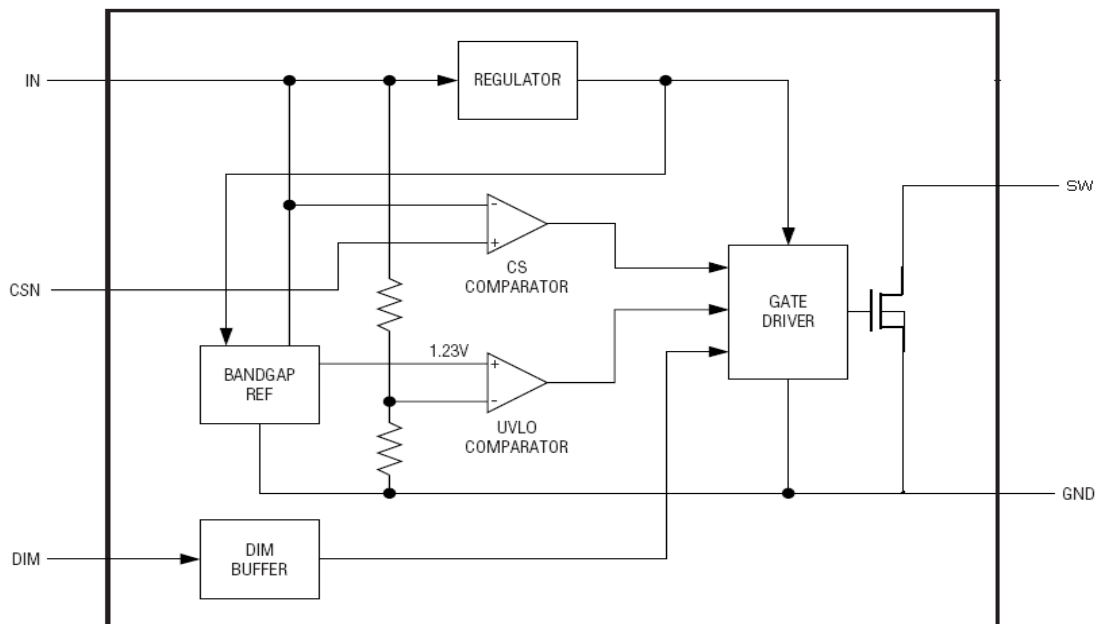 IN
REGULATOR
SW
-
+
CS
COMPARATOR
CSN
GATE
DRIVER
1.23V
BANDGAP
REF
+
-
UVLO
COMPARATOR
GND
DIM
DIM
BUFFER